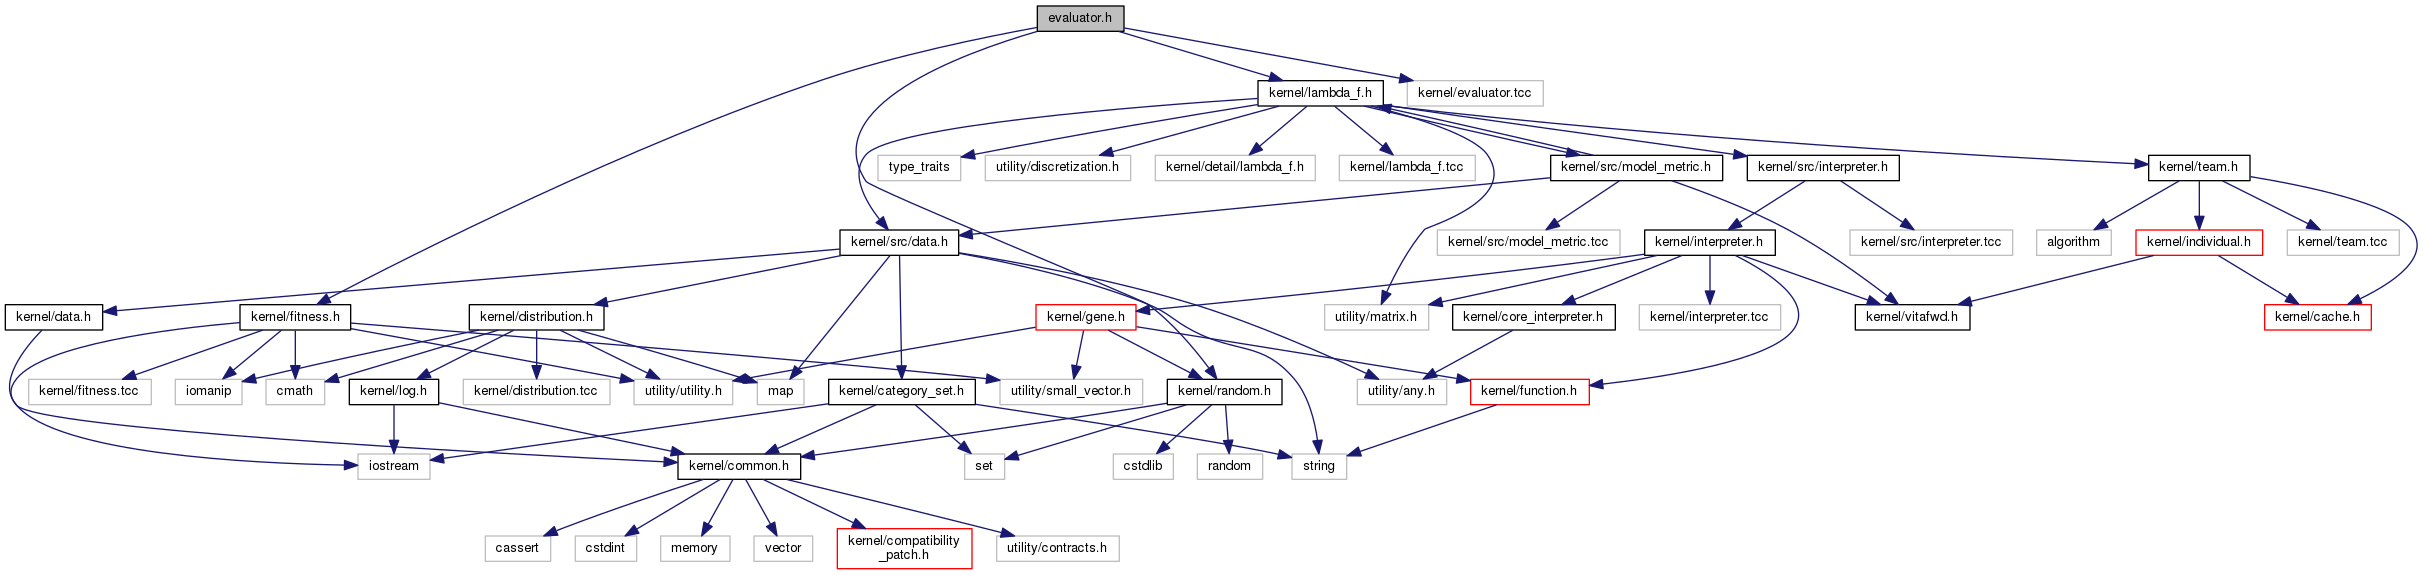 evaluator.h
kernel/lambda_f.h
kernel/evaluator.tcc
type_traits
utility/discretization.h
kernel/detail/lambda_f.h
kernel/lambda_f.tcc
kernel/src/model_metric.h
kernel/src/interpreter.h
kernel/team.h
kernel/src/data.h
kernel/src/model_metric.tcc
kernel/interpreter.h
kernel/src/interpreter.tcc
algorithm
kernel/individual.h
kernel/team.tcc
kernel/data.h
kernel/fitness.h
kernel/distribution.h
kernel/gene.h
utility/matrix.h
kernel/core_interpreter.h
kernel/interpreter.tcc
kernel/vitafwd.h
kernel/cache.h
kernel/fitness.tcc
iomanip
cmath
kernel/log.h
kernel/distribution.tcc
utility/utility.h
map
kernel/category_set.h
utility/small_vector.h
kernel/random.h
utility/any.h
kernel/function.h
iostream
kernel/common.h
set
cstdlib
random
string
cassert
cstdint
memory
vector
kernel/compatibility
_patch.h
utility/contracts.h